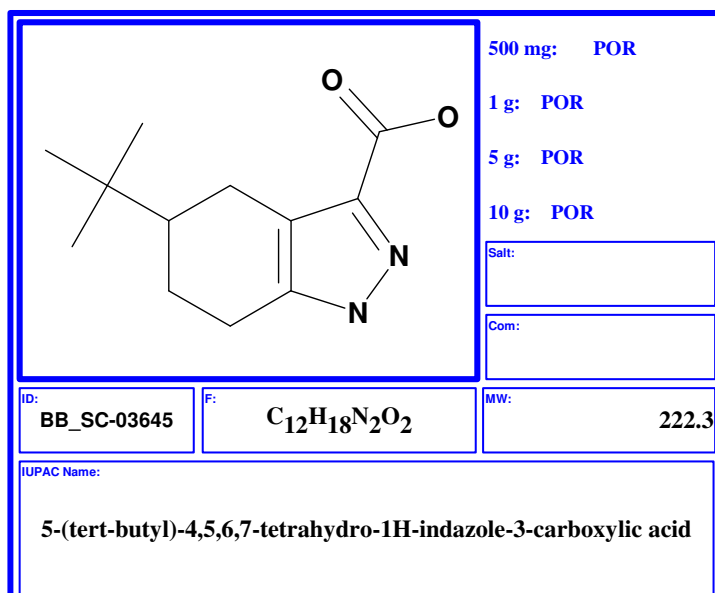 500 mg: POR
1 g: POR
5 g: POR
10 g: POR
O
O
N
N
Salt:
Com:
ID:
BB_SC-03645
F:
C12H18N2O2
MW:
222.3
IUPAC Name:
5-(tert-butyl)-4,5,6,7-tetrahydro-1H-indazole-3-carboxylic acid